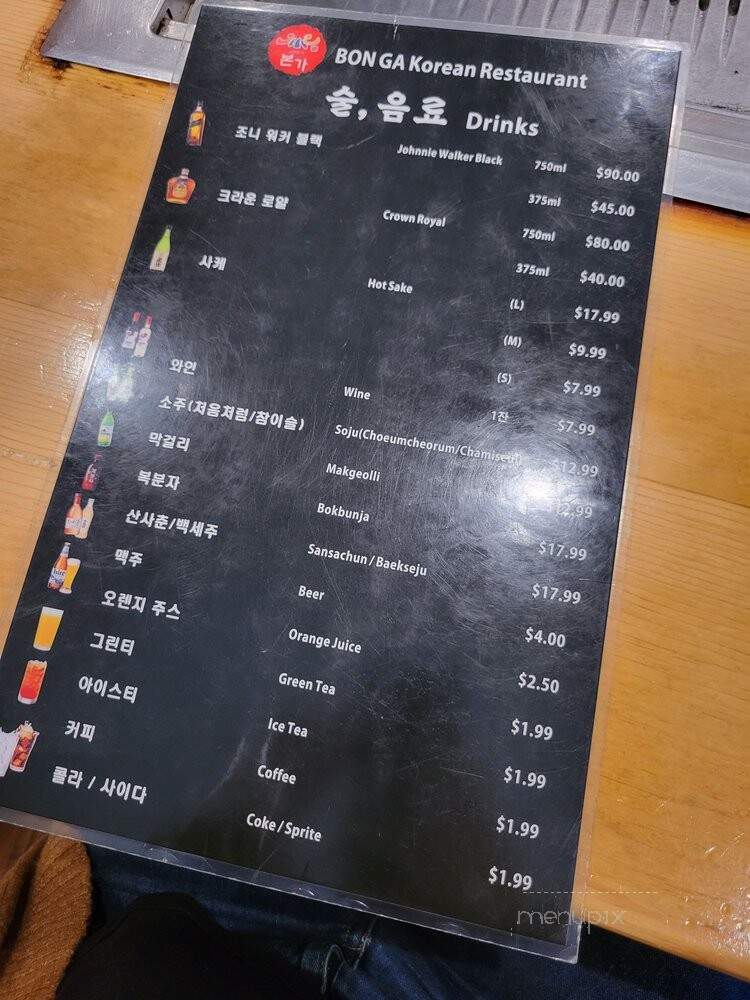 본가
BON GA Korean Restaurant
술, 음료 Drinks
조니 워커 블랙 Johnnie Walker Black 750ml $90.00
375ml $45.00
크라운 로얄 Crown Royal 750ml $80.00
375ml $40.00
사케 Hot Sake (L) $17.99
(M) $9.99
(S) $7.99
와인 Wine 1잔 $7.99
소주(처음처럼/참이슬) Soju(Choeumcheorum/Chamiseul) $12.99
막걸리 Makgeolli $12.99
복분자 Bokbunja $17.99
산사춘/백세주 Sansachun / Baekseju $17.99
맥주 Beer $4.00
오렌지 주스 Orange Juice $2.50
그린티 Green Tea $1.99
아이스티 Ice Tea $1.99
커피 Coffee $1.99
콜라 / 사이다 Coke / Sprite $1.99
menupix